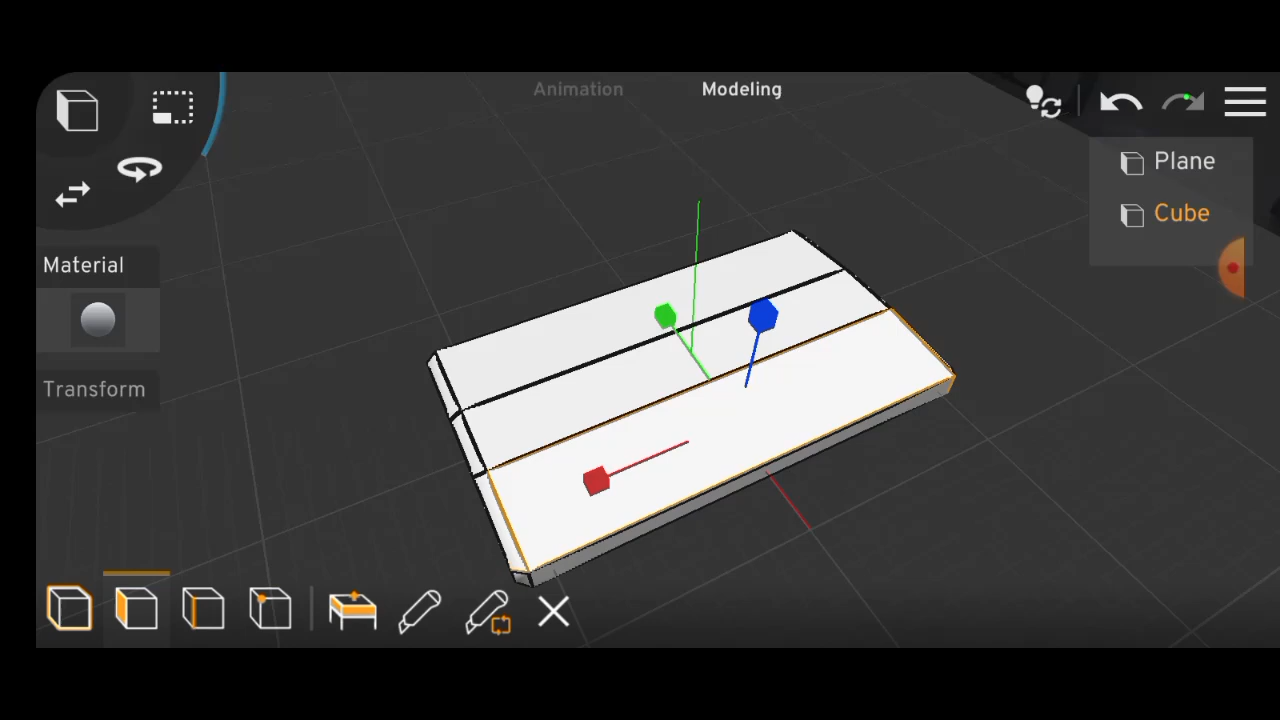 Animation
Modeling
Plane
Cube
Material
Transform